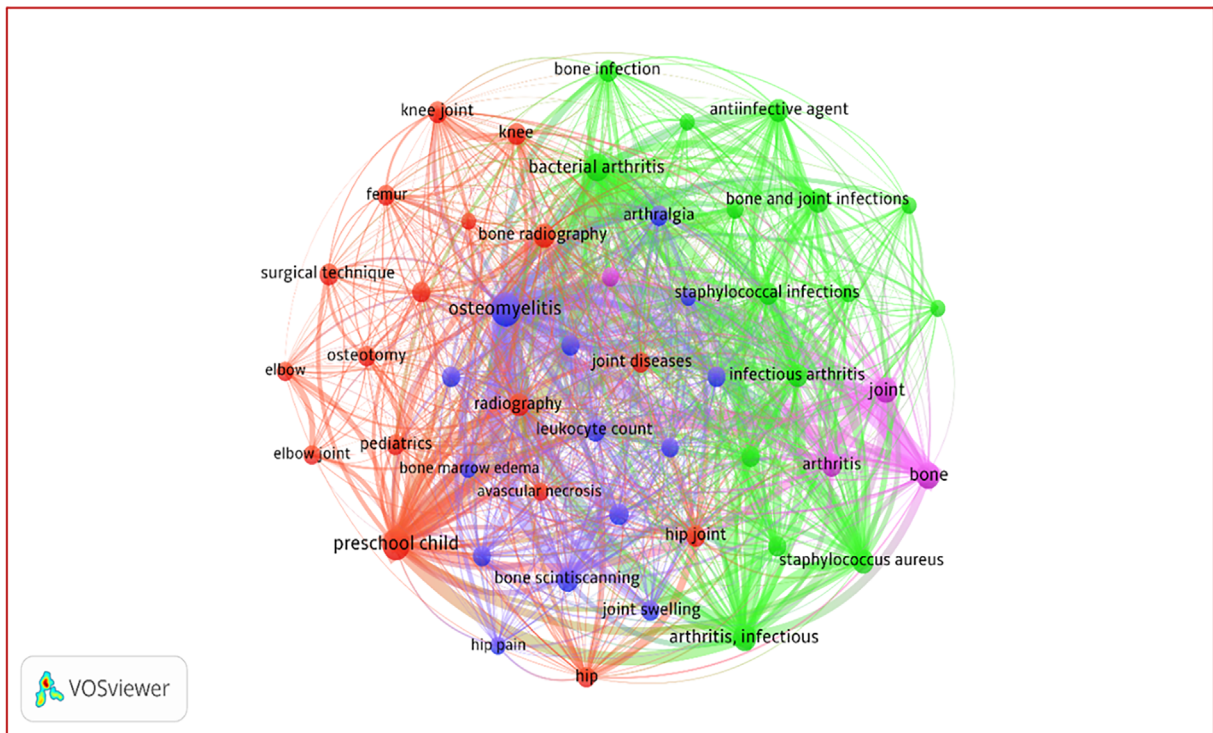 bone infection
knee joint
antiinfective agent
knee
bacterial arthritis
femur
bone and joint infections
arthralgia
bone radiography
surgical technique
staphylococcal infections
osteomyelitis
osteotomy
joint diseases
elbow
infectious arthritis
joint
radiography
leukocyte count
pediatrics
elbow joint
bone marrow edema
arthritis
bone
avascular necrosis
hip joint
preschool child
staphylococcus aureus
bone scintiscanning
joint swelling
arthritis, infectious
hip pain
hip
VOSviewer